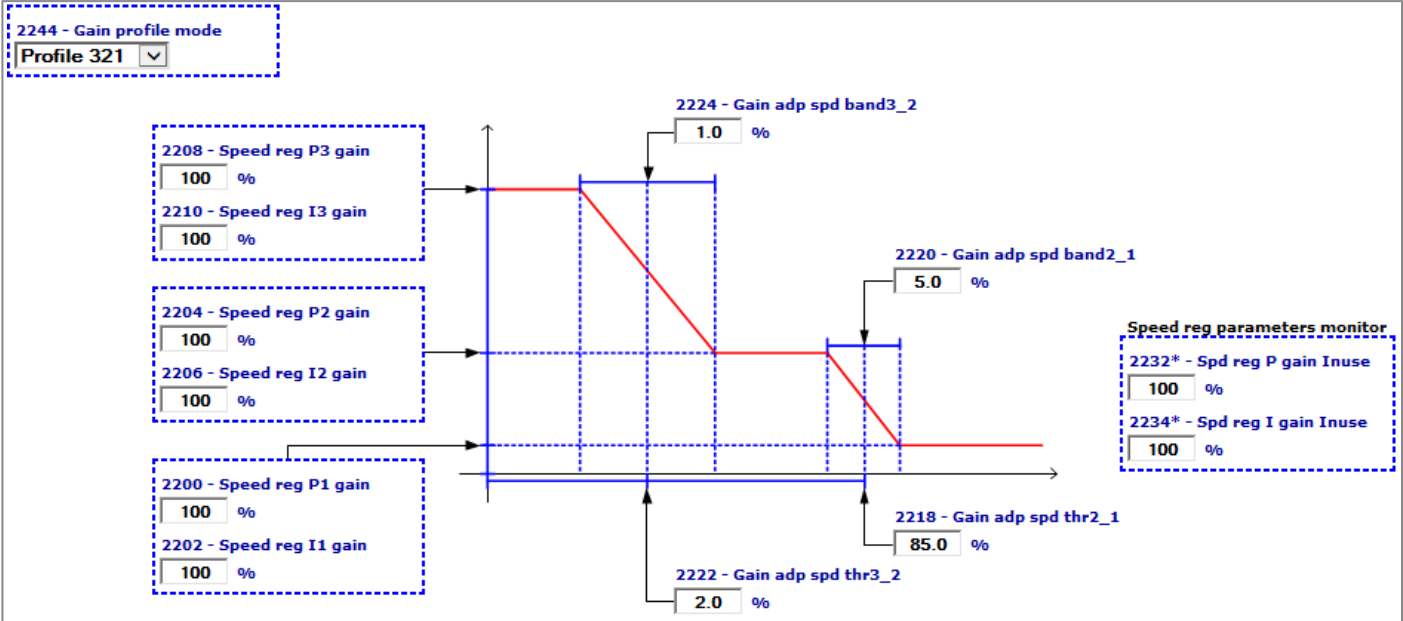 2244 - Gain profile mode
Profile 321
2224 - Gain adp spd band3_2
1.0 %
2208 - Speed reg P3 gain
100 %
2210 - Speed reg I3 gain
100 %
2220 - Gain adp spd band2_1
5.0 %
2204 - Speed reg P2 gain
100 %
2206 - Speed reg I2 gain
100 %
Speed reg parameters monitor
2232* - Spd reg P gain Inuse
100 %
2234* - Spd reg I gain Inuse
100 %
2200 - Speed reg P1 gain
100 %
2202 - Speed reg I1 gain
100 %
2218 - Gain adp spd thr2_1
85.0 %
2222 - Gain adp spd thr3_2
2.0 %